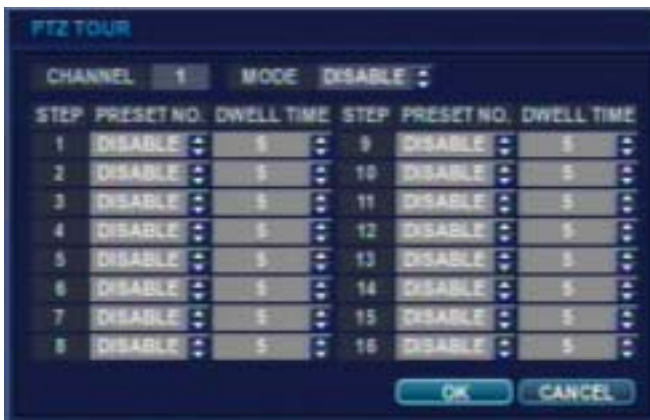 PTZ TOUR
CHANNEL 1 MODE DISABLE
STEP PRESET NO. DWELL TIME STEP PRESET NO. DWELL TIME
1 DISABLE 5 9 DISABLE 5
2 DISABLE 5 10 DISABLE 5
3 DISABLE 5 11 DISABLE 5
4 DISABLE 5 12 DISABLE 5
5 DISABLE 5 13 DISABLE 5
6 DISABLE 5 14 DISABLE 5
7 DISABLE 5 15 DISABLE 5
8 DISABLE 5 16 DISABLE 5
OK CANCEL